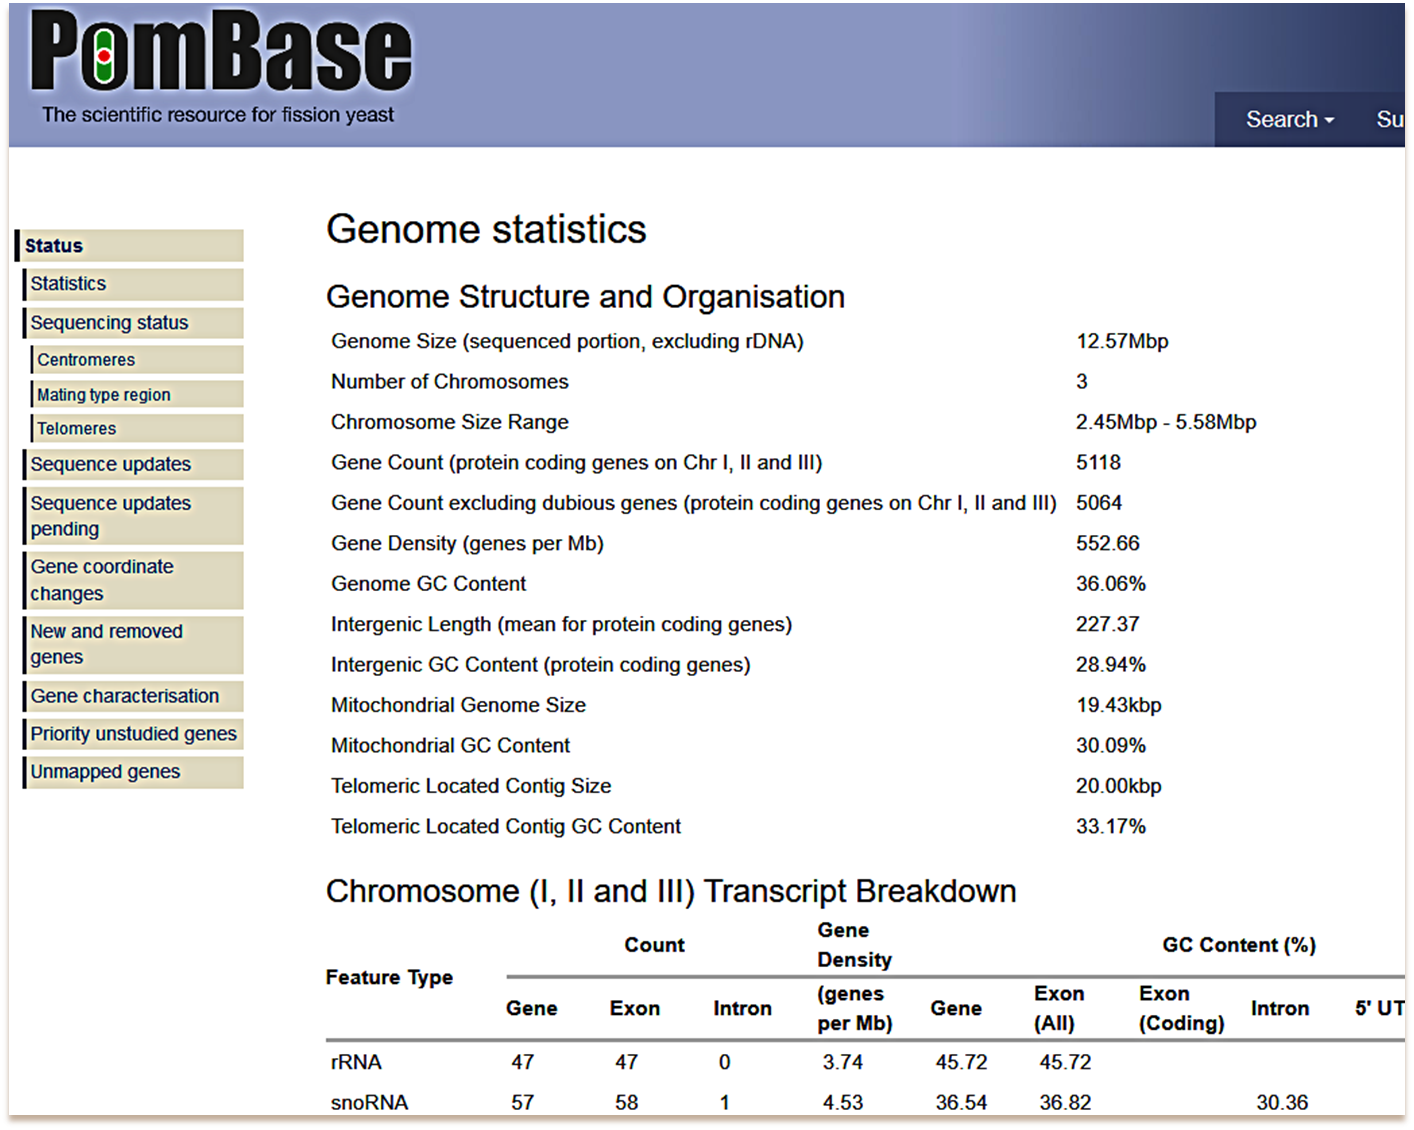 PomBase
The scientific resource for fission yeast
Search
Su
Status
Statistics
Sequencing status
Centromeres
Mating type region
Telomeres
Sequence updates
Sequence updates
pending
Gene coordinate
changes
New and removed
genes
Gene characterisation
Priority unstudied genes
Unmapped genes
Genome statistics
Genome Structure and Organisation
Genome Size (sequenced portion, excluding rDNA) 12.57Mbp
Number of Chromosomes 3
Chromosome Size Range 2.45Mbp - 5.58Mbp
Gene Count (protein coding genes on Chr I, II and III) 5118
Gene Count excluding dubious genes (protein coding genes on Chr I, II and III) 5064
Gene Density (genes per Mb) 552.66
Genome GC Content 36.06%
Intergenic Length (mean for protein coding genes) 227.37
Intergenic GC Content (protein coding genes) 28.94%
Mitochondrial Genome Size 19.43kbp
Mitochondrial GC Content 30.09%
Telomeric Located Contig Size 20.00kbp
Telomeric Located Contig GC Content 33.17%
Chromosome (I, II and III) Transcript Breakdown
Feature Type
Count
Gene
Density
GC Content (%)
Gene Exon Intron
(genes
per Mb)
Gene
Exon
(All)
Exon
(Coding)
Intron
5' UT
rRNA 47 47 0 3.74 45.72 45.72
snoRNA 57 58 1 4.53 36.54 36.82 30.36